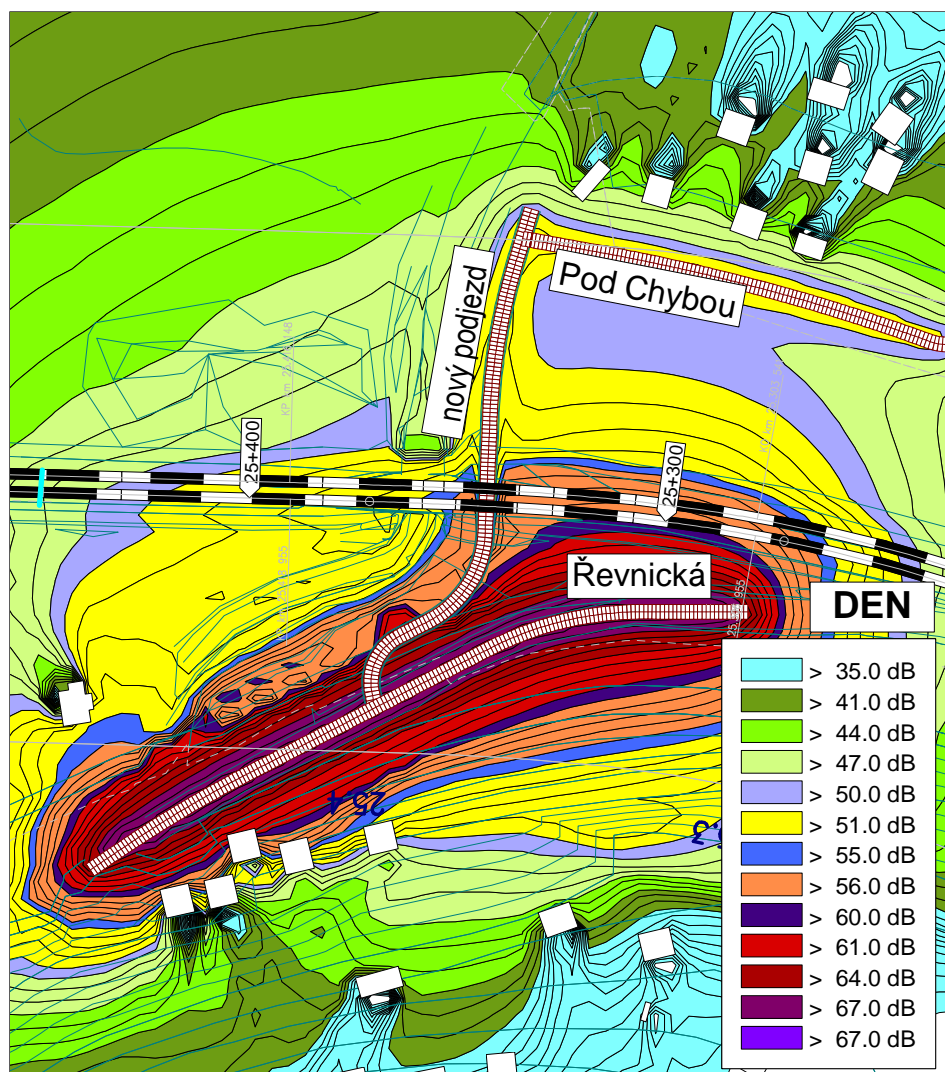 Pod Chybou
nový podjezd
25+400
25+300
Řevnická
DEN
> 35.0 dB
> 41.0 dB
> 44.0 dB
> 47.0 dB
> 50.0 dB
> 51.0 dB
> 55.0 dB
> 56.0 dB
> 60.0 dB
> 61.0 dB
> 64.0 dB
> 67.0 dB
> 67.0 dB
25.4